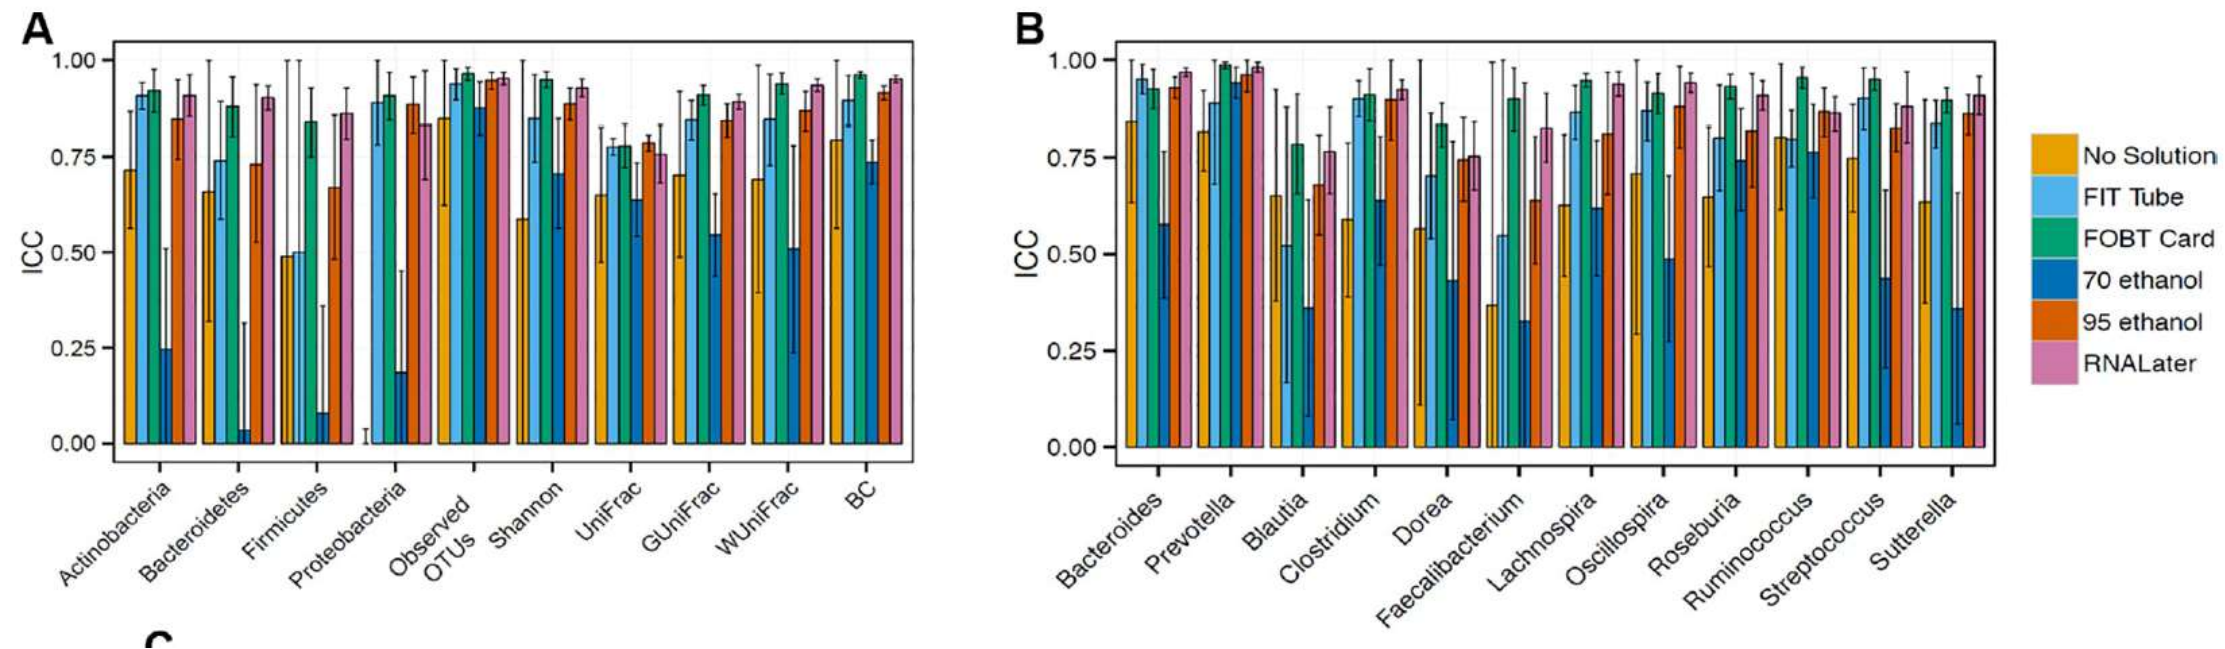 A
ICC
1.00
0.75
0.50
0.25
0.00
Actinobacteria
Bacteroidetes
Firmicutes
Proteobacteria
Observed
OTUs
Shannon
UniFrac
GUniFrac
WUniFrac
BC
B
ICC
1.00
0.75
0.50
0.25
0.00
Bacteroides
Prevotella
Blautia
Clostridium
Dorea
Faecalibacterium
Lachnospira
Oscillospira
Roseburia
Ruminococcus
Streptococcus
Sutterella
No Solution
FIT Tube
FOBT Card
70 ethanol
95 ethanol
RNALater
C